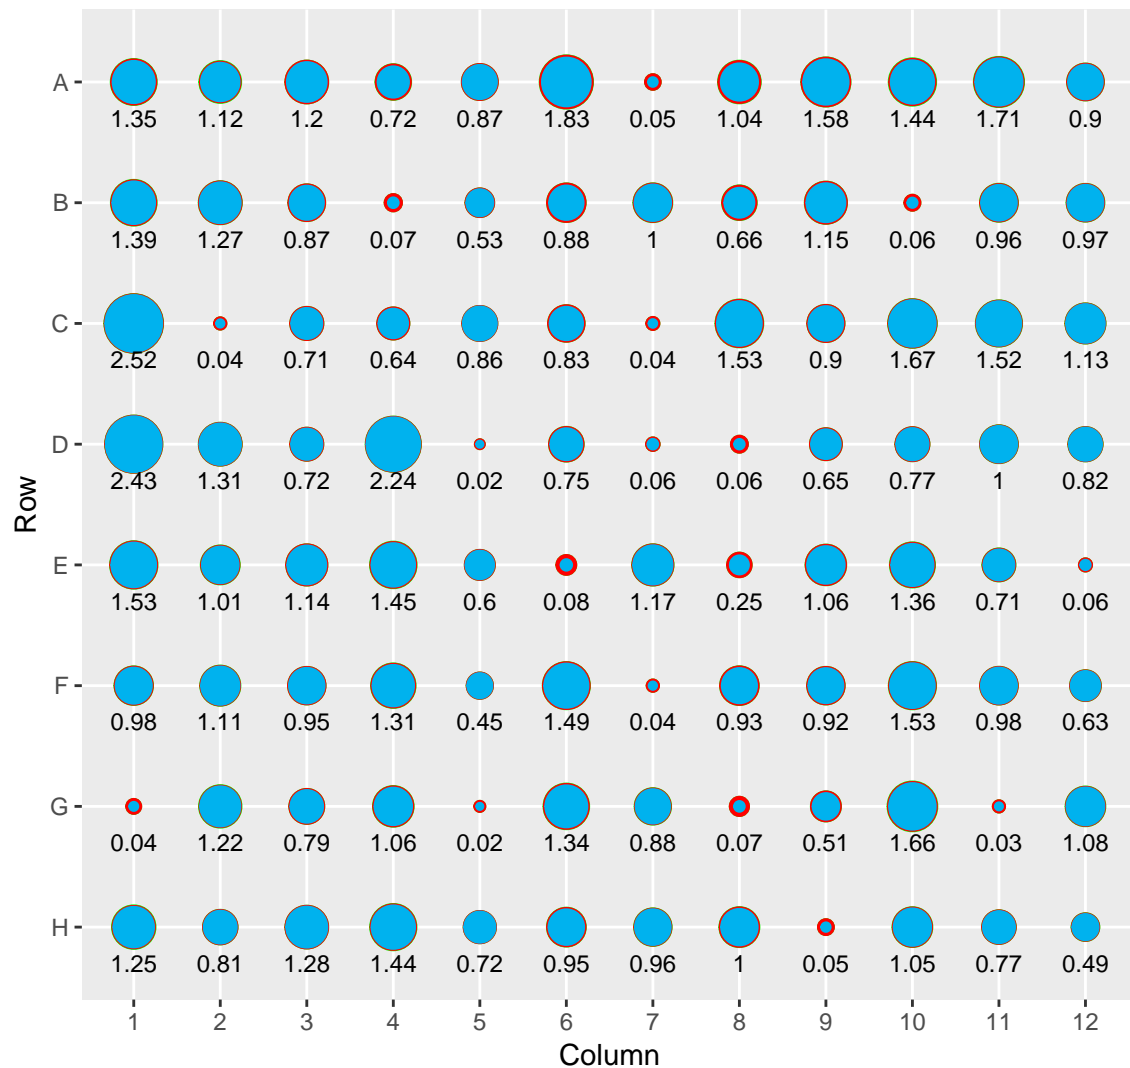 A
1.35 1.12 1.2 0.72 0.87 1.83 0.05 1.04 1.58 1.44 1.71 0.9
B
1.39 1.27 0.87 0.07 0.53 0.88 1 0.66 1.15 0.06 0.96 0.97
C
2.52 0.04 0.71 0.64 0.86 0.83 0.04 1.53 0.9 1.67 1.52 1.13
D
2.43 1.31 0.72 2.24 0.02 0.75 0.06 0.06 0.65 0.77 1 0.82
Row
E
1.53 1.01 1.14 1.45 0.6 0.08 1.17 0.25 1.06 1.36 0.71 0.06
F
0.98 1.11 0.95 1.31 0.45 1.49 0.04 0.93 0.92 1.53 0.98 0.63
G
0.04 1.22 0.79 1.06 0.02 1.34 0.88 0.07 0.51 1.66 0.03 1.08
H
1.25 0.81 1.28 1.44 0.72 0.95 0.96 1 0.05 1.05 0.77 0.49
1 2 3 4 5 6 7 8 9 10 11 12
Column